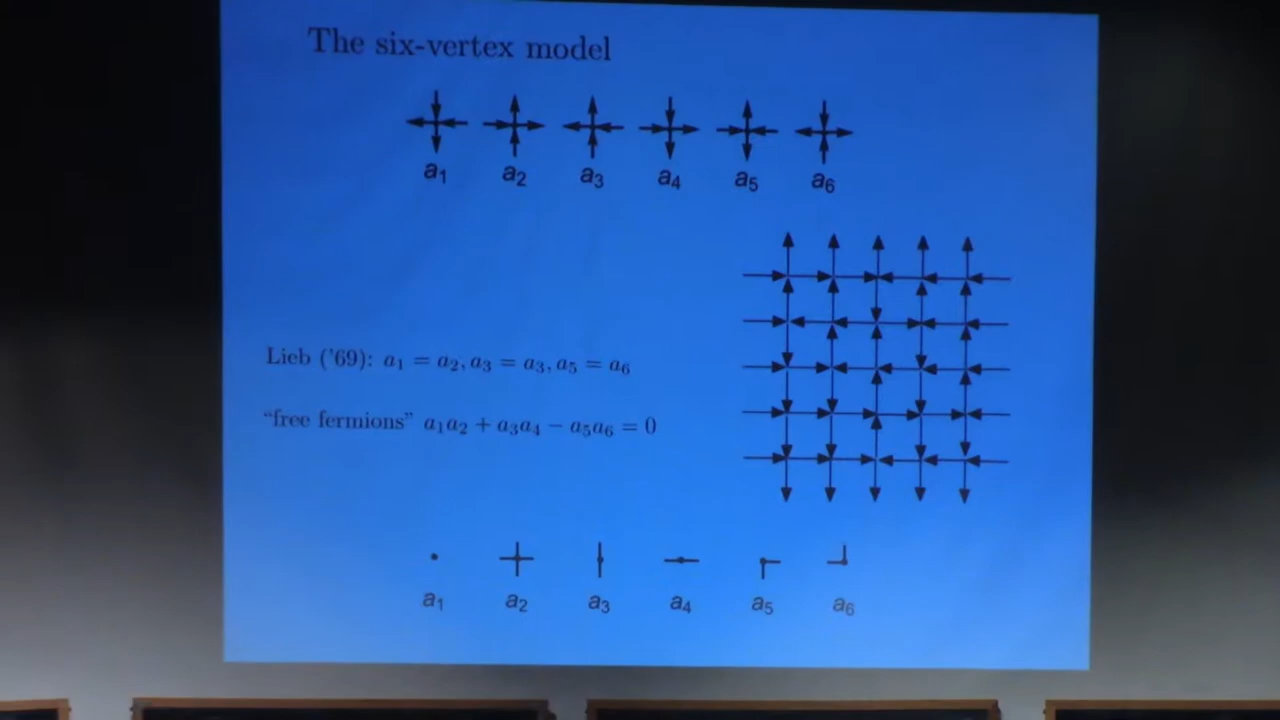 The six-vertex model
a1 a2 a3 a4 a5 a6
Lieb ('69): a1 = a2, a3 = a3, a5 = a6
“free fermions” a1a2 + a3a4 − a5a6 = 0
a1 a2 a3 a4 a5 a6